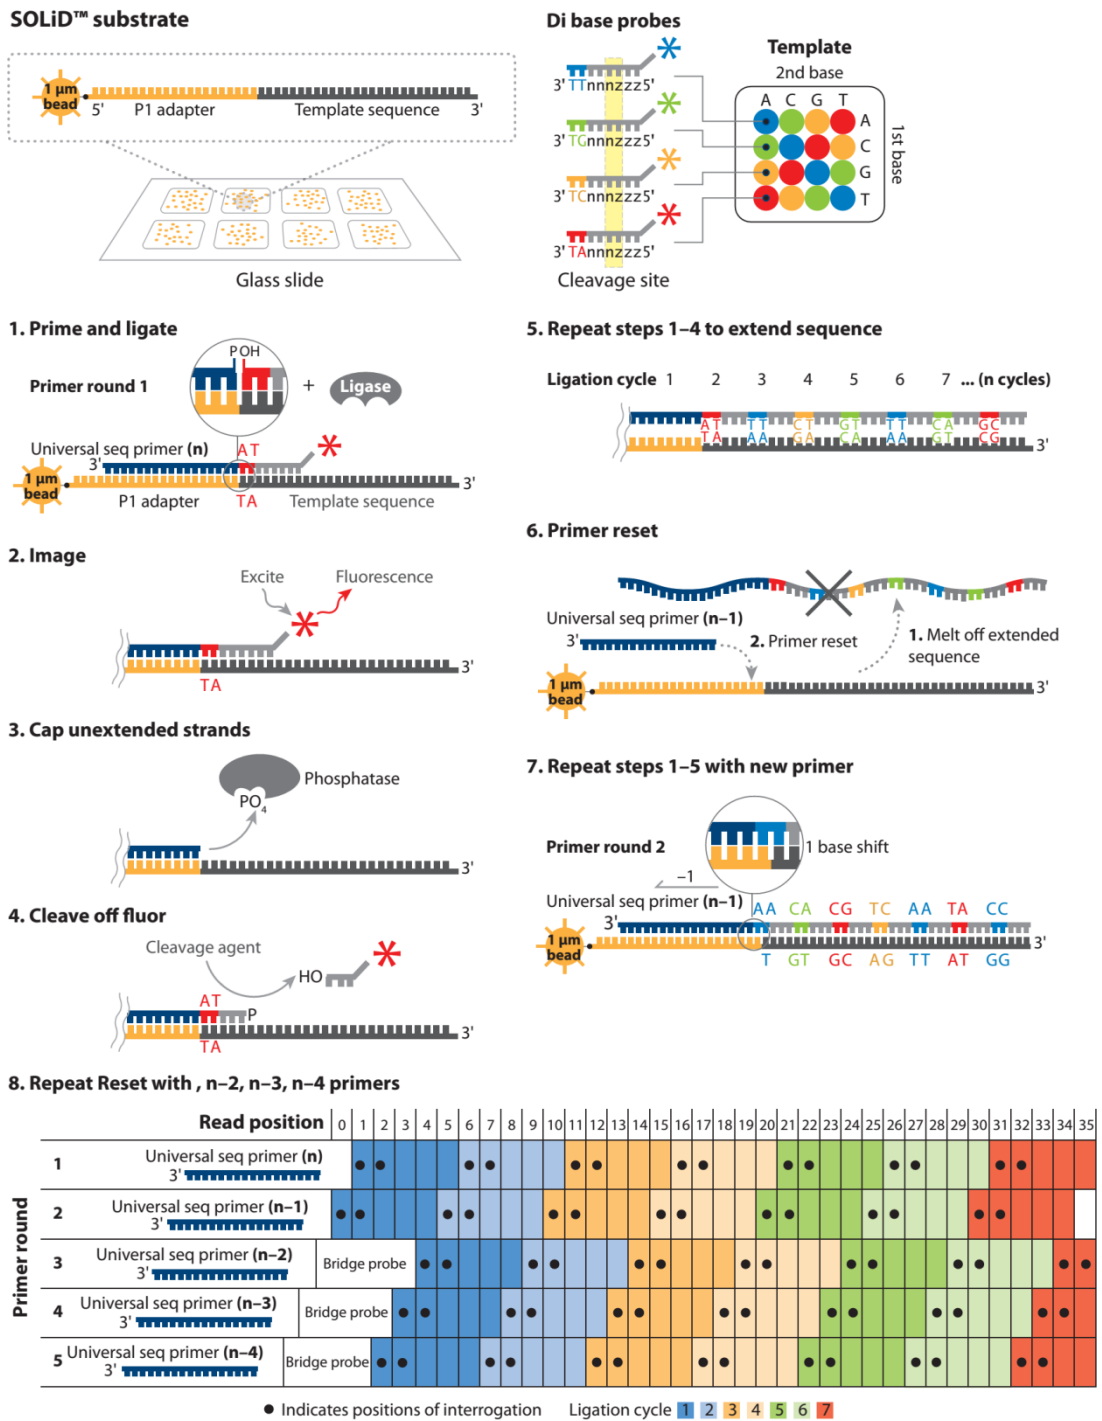 SOLiD™ substrate
1 µm
bead
5'
P1 adapter
Template sequence
3'
Glass slide
Di base probes
3' TTnnnzzz5'
3' TGnnnzzz5'
3' TCnnnzzz5'
3' TAnnnzzz5'
Cleavage site
Template
2nd base
A C G T
A
C
G
T
1st base
1. Prime and ligate
Primer round 1
P OH
+
Ligase
Universal seq primer (n)
3'
AT
1 µm
bead
P1 adapter
TA
Template sequence
3'
2. Image
Excite
Fluorescence
TA
3'
3. Cap unextended strands
Phosphatase
PO4
3'
4. Cleave off fluor
Cleavage agent
HO
AT
P
TA
3'
5. Repeat steps 1–4 to extend sequence
Ligation cycle 1 2 3 4 5 6 7 ... (n cycles)
AT TT CT GT TT CA GC
TA AA GA CA AA GT CG
3'
6. Primer reset
Universal seq primer (n–1)
3'
2. Primer reset
1. Melt off extended
sequence
1 µm
bead
3'
7. Repeat steps 1–5 with new primer
Primer round 2
1 base shift
–1
Universal seq primer (n–1)
3'
AA CA CG TC AA TA CC
1 µm
bead
3'
T GT GC AG TT AT GG
8. Repeat Reset with , n–2, n–3, n–4 primers
Read position 0 1 2 3 4 5 6 7 8 9 10 11 12 13 14 15 16 17 18 19 20 21 22 23 24 25 26 27 28 29 30 31 32 33 34 35
Primer round
1 Universal seq primer (n)
3'
2 Universal seq primer (n–1)
3'
3 Universal seq primer (n–2)
3'
Bridge probe
4 Universal seq primer (n–3)
3'
Bridge probe
5 Universal seq primer (n–4)
3'
Bridge probe
● Indicates positions of interrogation Ligation cycle 1 2 3 4 5 6 7